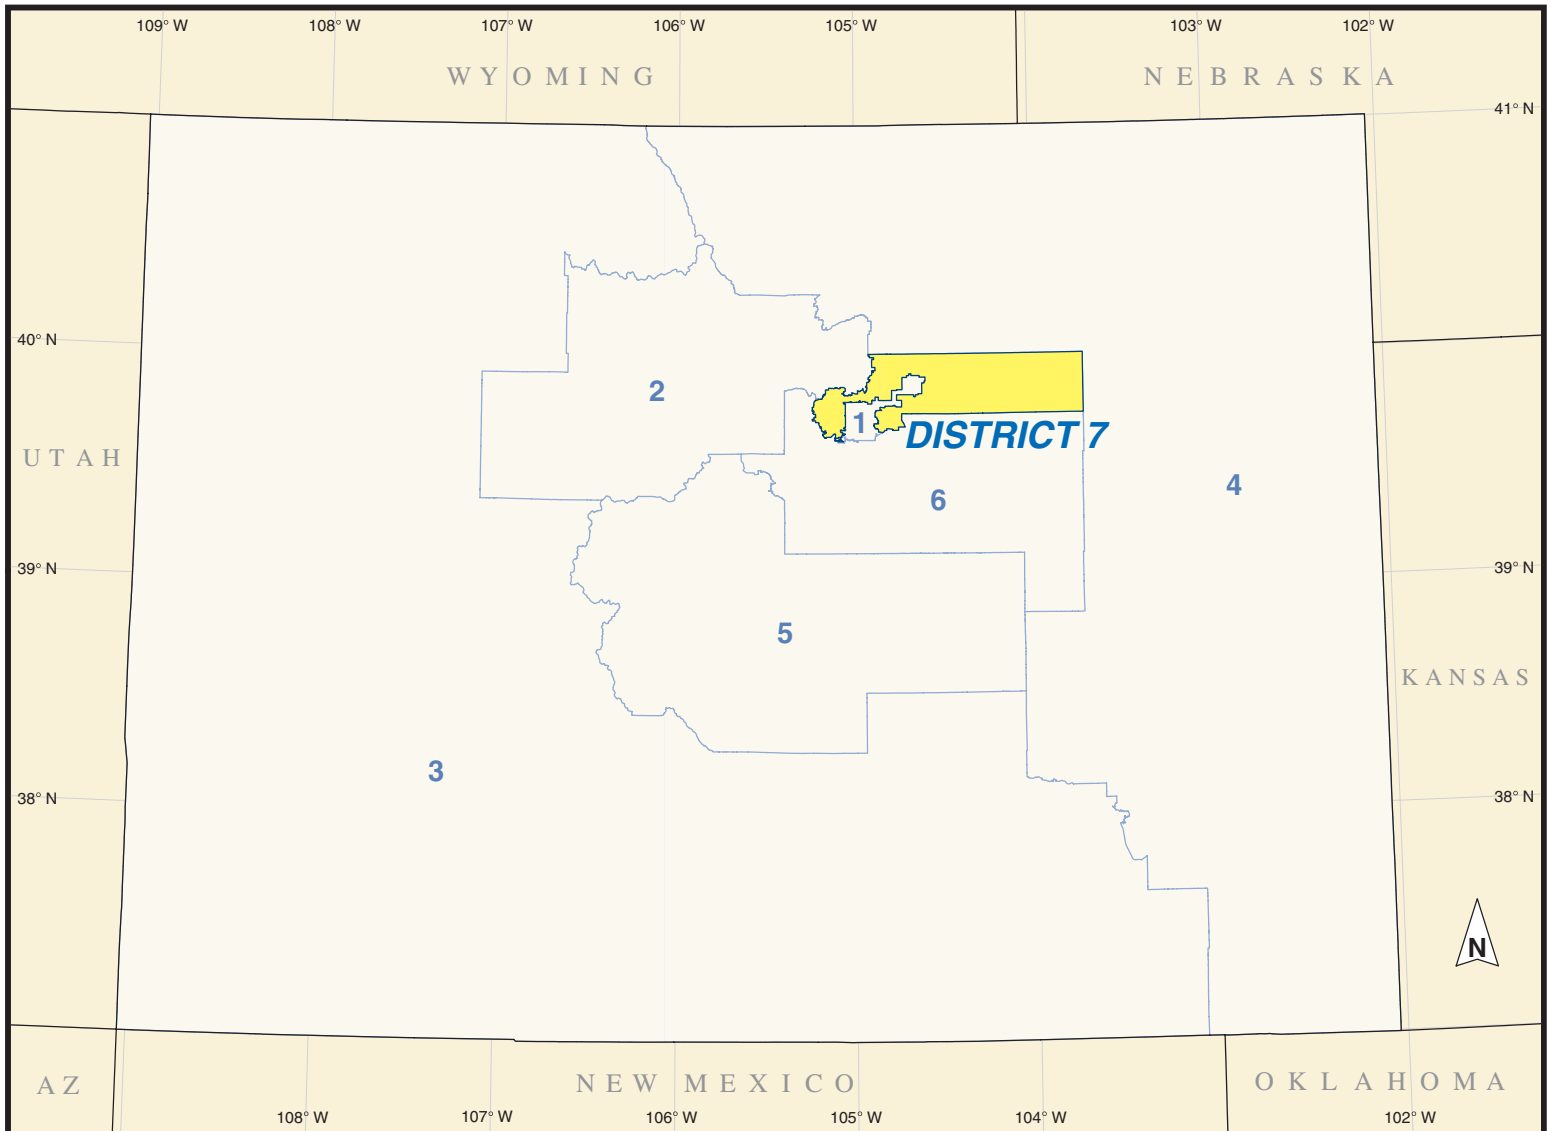 109° W 108° W 107° W 106° W 105° W 103° W 102° W
WYOMING NEBRASKA
41° N
40° N
2
1
DISTRICT 7
UTAH
4
6
39° N 39° N
5
KANSAS
3
38° N 38° N
N
AZ NEW MEXICO OKLAHOMA
108° W 107° W 106° W 105° W 104° W 102° W